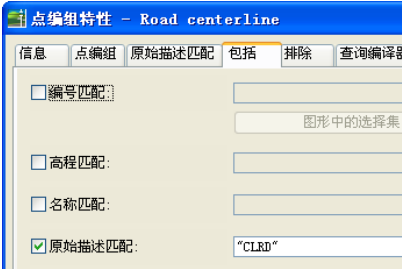 点编组特性 - Road centerline
信息 点编组 原始描述匹配 包括 排除 查询编译器
编号匹配:
图形中的选择集
高程匹配:
名称匹配:
原始描述匹配: "CLRD"